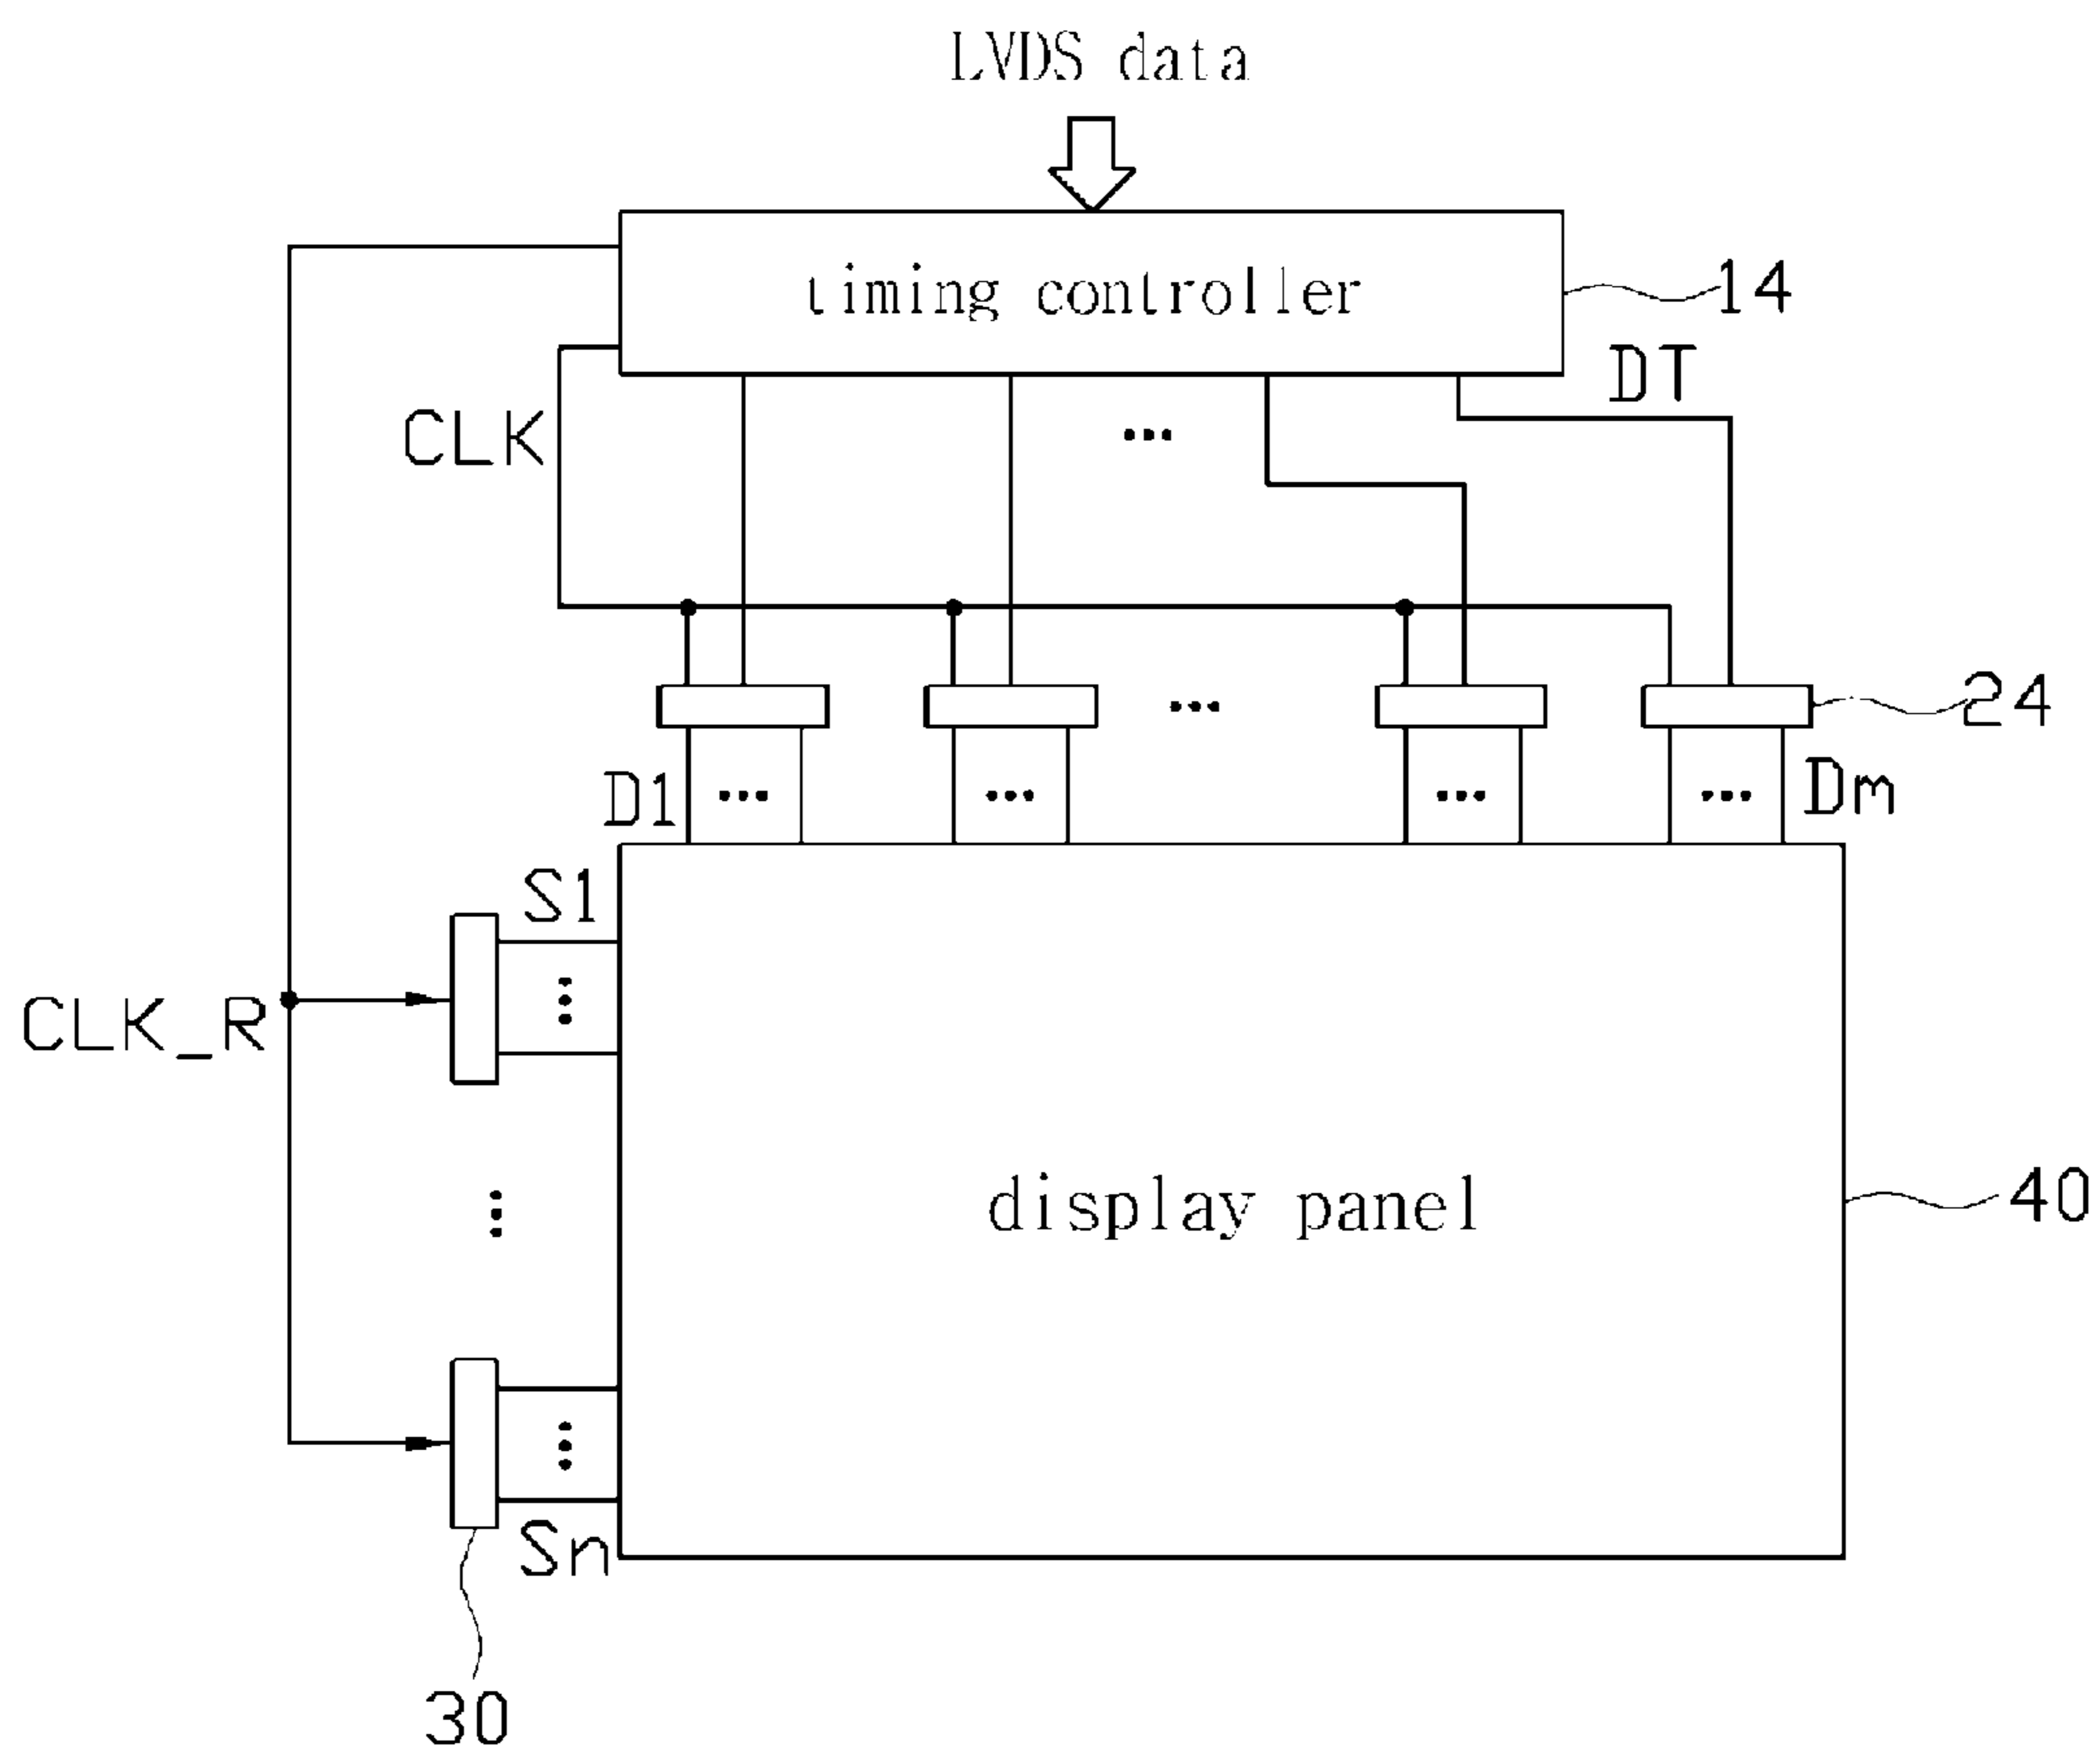 LVDS data
timing controller
14
DT
CLK
24
D1
Dm
S1
CLK_R
display panel
40
Sn
30